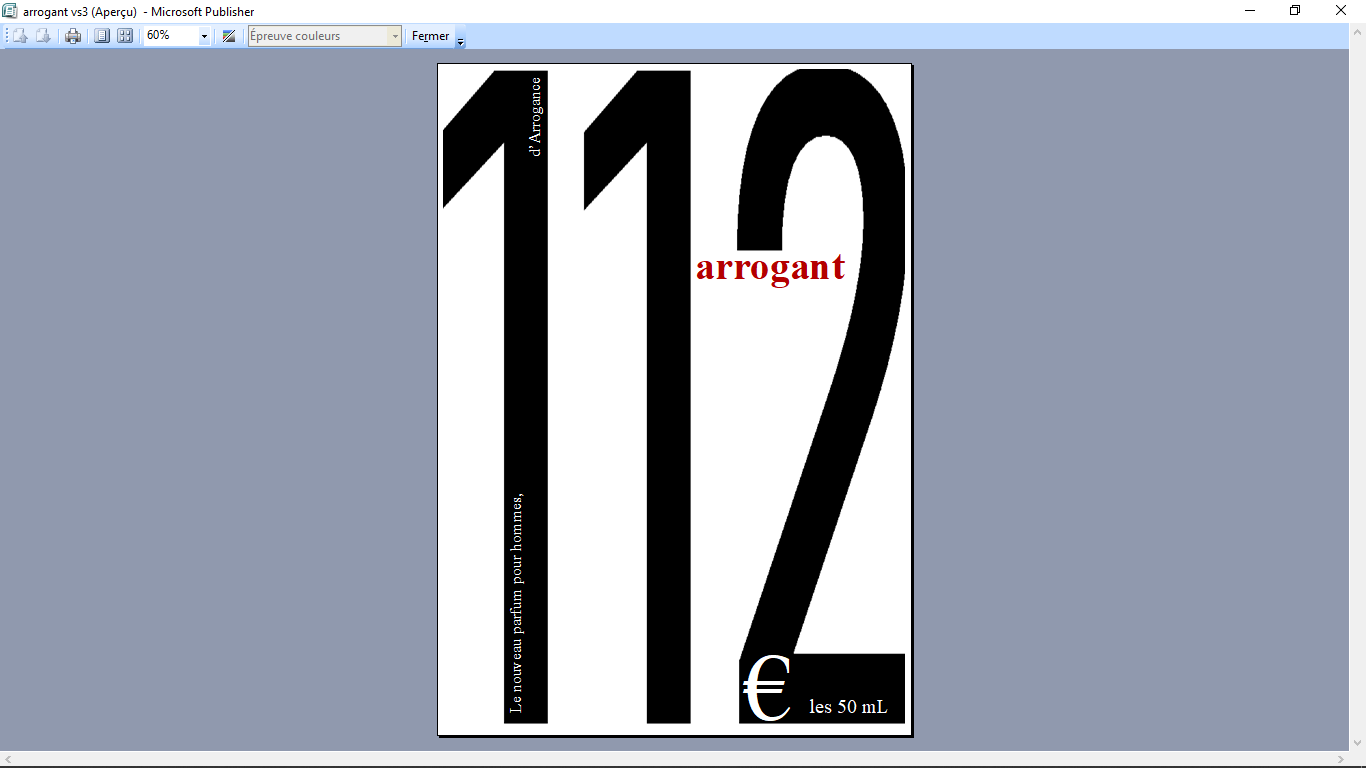 arrogant vs3 (Aperçu) - Microsoft Publisher
60%
Épreuve couleurs
Fermer
112
d’Arrogance
arrogant
Le nouveau parfum pour hommes,
€
les 50 mL